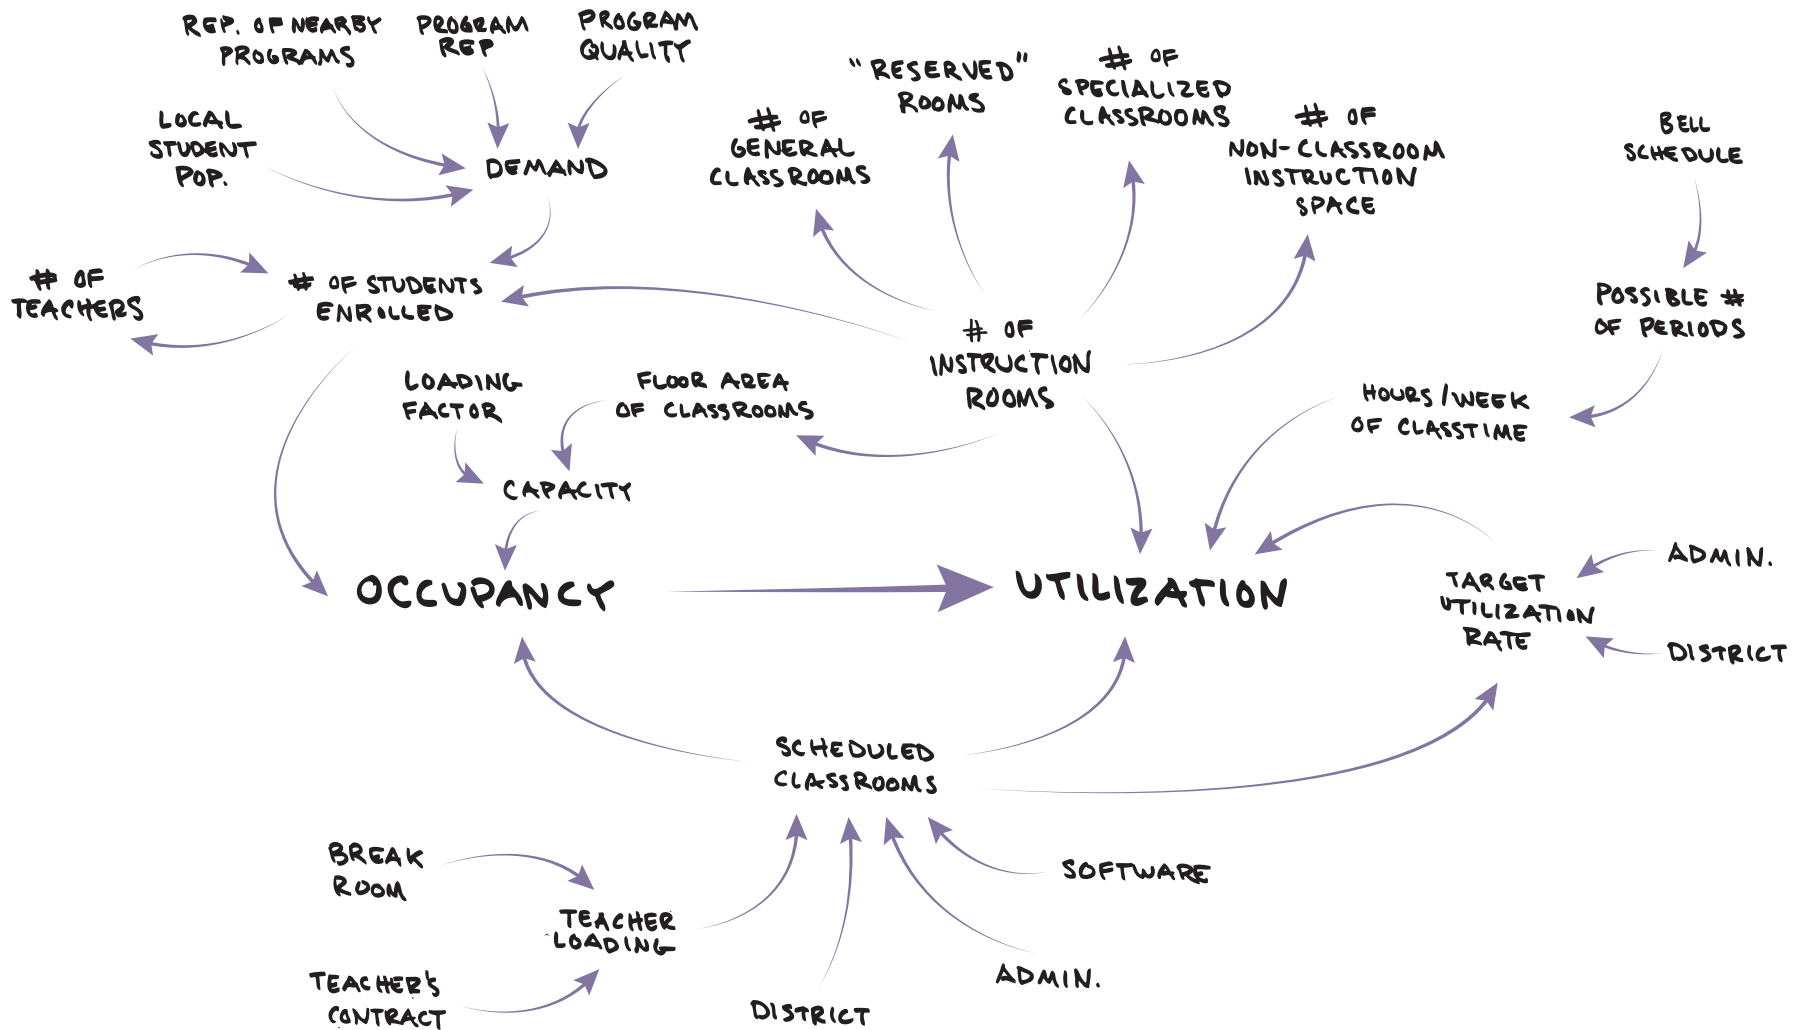 REP. OF NEARBY
PROGRAMS
PROGRAM
REP
PROGRAM
QUALITY
LOCAL
STUDENT
POP.
DEMAND
# OF
GENERAL
CLASSROOMS
"RESERVED"
ROOMS
# OF
SPECIALIZED
CLASSROOMS
# OF
NON-CLASSROOM
INSTRUCTION
SPACE
BELL
SCHEDULE
# OF
TEACHERS
# OF STUDENTS
ENROLLED
# OF
INSTRUCTION
ROOMS
POSSIBLE #
OF PERIODS
LOADING
FACTOR
FLOOR AREA
OF CLASSROOMS
HOURS/WEEK
OF CLASSTIME
CAPACITY
OCCUPANCY
UTILIZATION
TARGET
UTILIZATION
RATE
ADMIN.
DISTRICT
SCHEDULED
CLASSROOMS
BREAK
ROOM
TEACHER
LOADING
TEACHER'S
CONTRACT
DISTRICT
ADMIN.
SOFTWARE